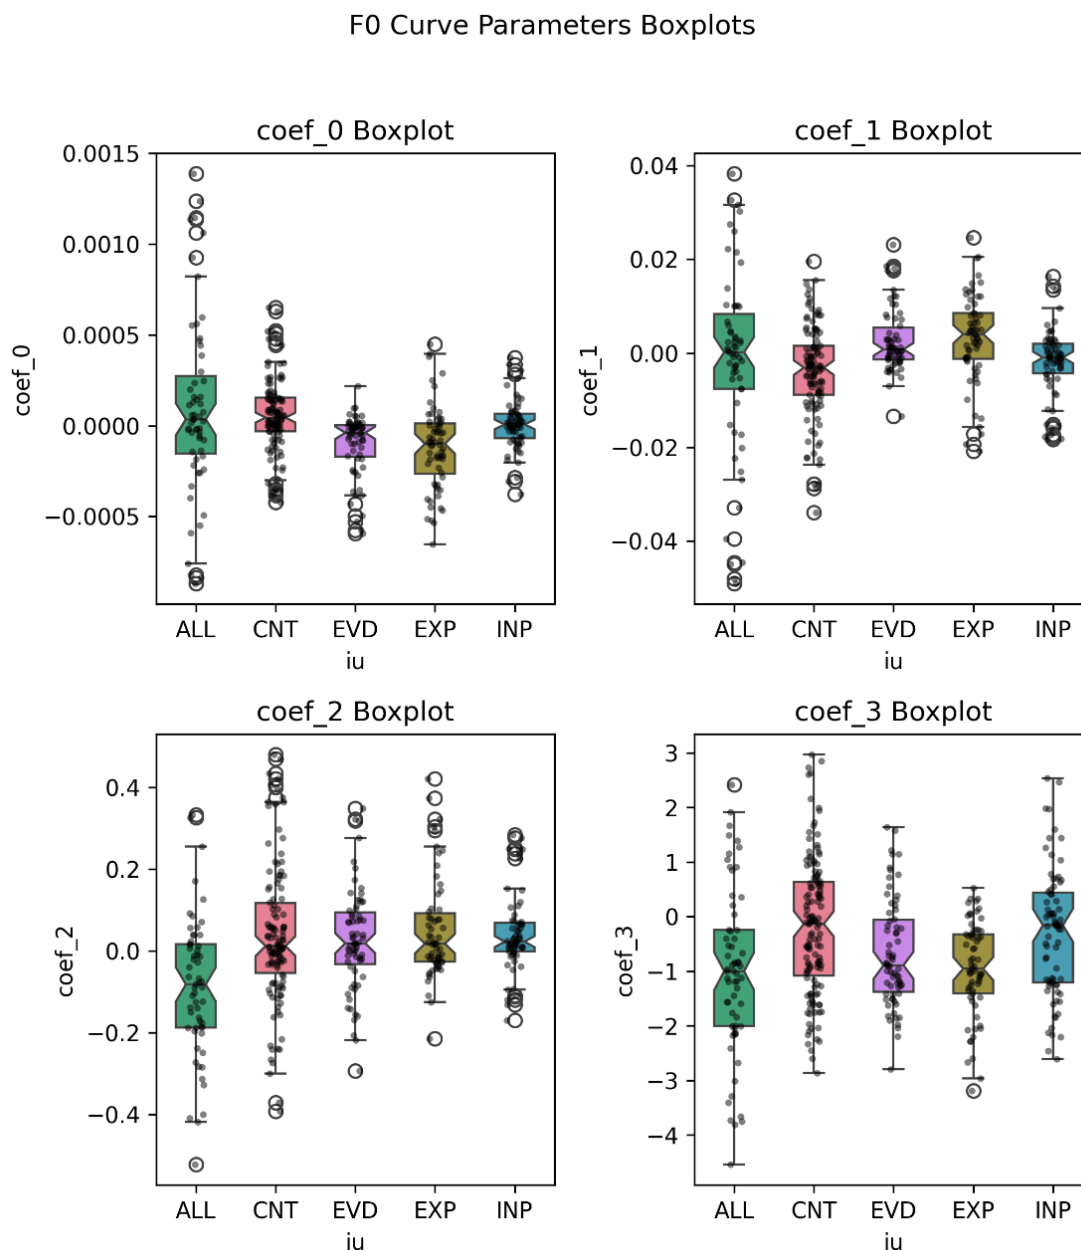 F0 Curve Parameters Boxplots
coef_0 Boxplot
0.0015
0.0010
0.0005
0.0000
−0.0005
coef_0
ALL CNT EVD EXP INP
iu
coef_1 Boxplot
0.04
0.02
0.00
−0.02
−0.04
coef_1
ALL CNT EVD EXP INP
iu
coef_2 Boxplot
0.4
0.2
0.0
−0.2
−0.4
coef_2
ALL CNT EVD EXP INP
iu
coef_3 Boxplot
3
2
1
0
−1
−2
−3
−4
coef_3
ALL CNT EVD EXP INP
iu